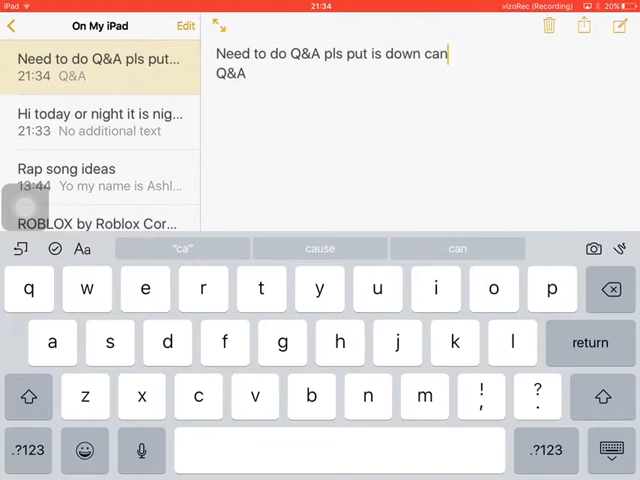 iPad 21:34 vizoRec (Recording) 20%
On My iPad Edit
Need to do Q&A pls put...
21:34 Q&A
Hi today or night it is nig...
21:33 No additional text
Rap song ideas
13:44 Yo my name is Ashl...
ROBLOX by Roblox Cor...
Need to do Q&A pls put is down can
Q&A
Aa "ca" cause can
q w e r t y u i o p
a s d f g h j k l return
z x c v b n m ! , ? .
.?123 .?123